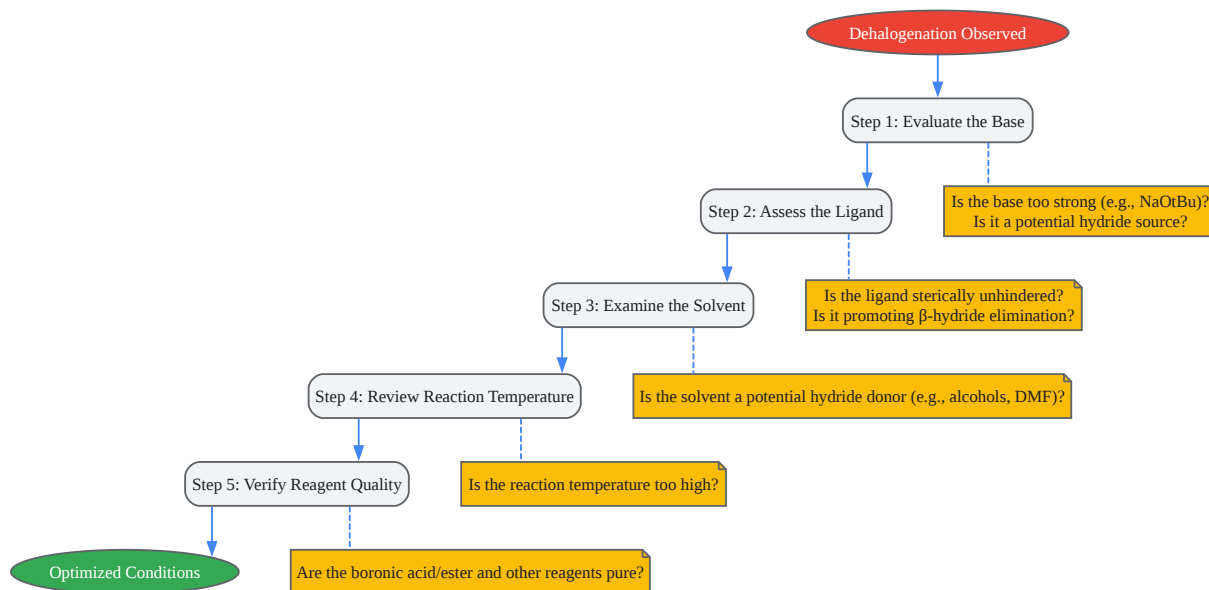 Dehalogenation Observed
Step 1: Evaluate the Base
Is the base too strong (e.g., NaOtBu)?
Is it a potential hydride source?
Step 2: Assess the Ligand
Is the ligand sterically unhindered?
Is it promoting β-hydride elimination?
Step 3: Examine the Solvent
Is the solvent a potential hydride donor (e.g., alcohols, DMF)?
Step 4: Review Reaction Temperature
Is the reaction temperature too high?
Step 5: Verify Reagent Quality
Are the boronic acid/ester and other reagents pure?
Optimized Conditions